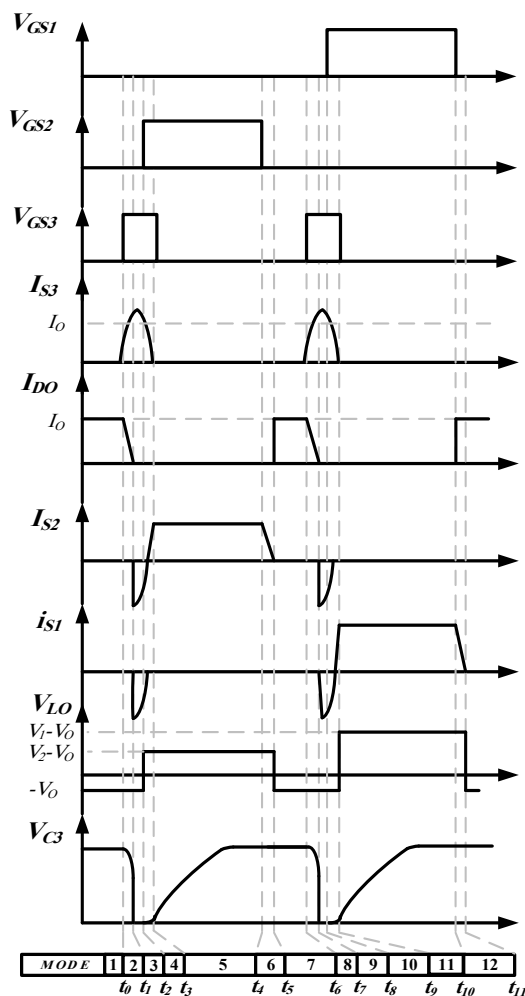 VGS1
VGS2
VGS3
IS3
IO
IDO
IO
IS2
iS1
VLO
V1-VO
V2-VO
-VO
VC3
MODE 1 2 3 4 5 6 7 8 9 10 11 12
t0 t1 t2 t3 t4 t5 t6 t7 t8 t9 t10 t11